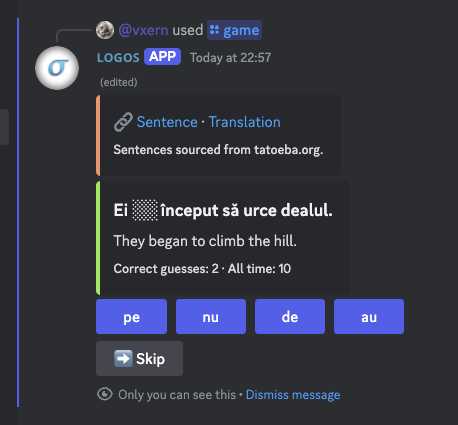 @vxern used game
LOGOS APP Today at 22:57
(edited)
Sentence · Translation
Sentences sourced from tatoeba.org.
Ei ░░ început să urce dealul.
They began to climb the hill.
Correct guesses: 2 · All time: 10
pe nu de au
Skip
Only you can see this • Dismiss message